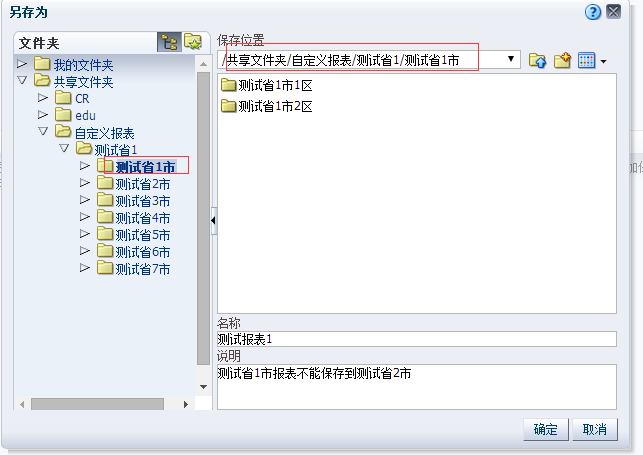 另存为
文件夹
我的文件夹
共享文件夹
CR
edu
自定义报表
测试省1
测试省1市
测试省2市
测试省3市
测试省4市
测试省5市
测试省6市
测试省7市
保存位置
/共享文件夹/自定义报表/测试省1/测试省1市
测试省1市1区
测试省1市2区
名称
测试报表1
说明
测试省1市报表不能保存到测试省2市
确定 取消